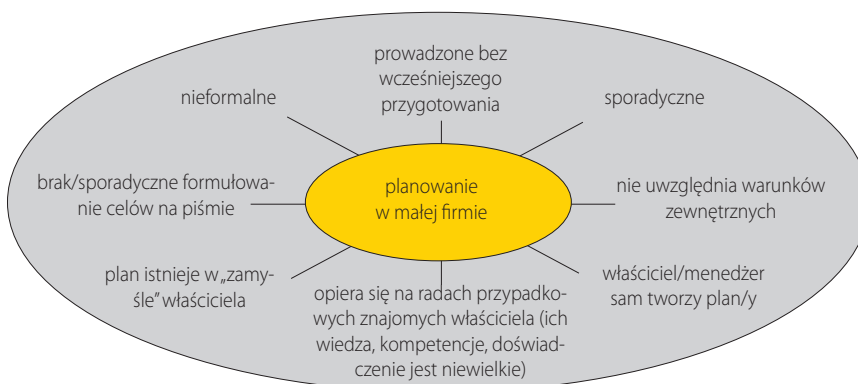 prowadzone bez
wcześniejszego
przygotowania
nieformalne
sporadyczne
brak/sporadyczne formułowa-
nie celów na piśmie
planowanie
w małej firmie
nie uwzględnia warunków
zewnętrznych
plan istnieje w „zamy-
śle” właściciela
opiera się na radach przypadko-
wych znajomych właściciela (ich
wiedza, kompetencje, doświad-
czenie jest niewielkie)
właściciel/menedżer
sam tworzy plan/y